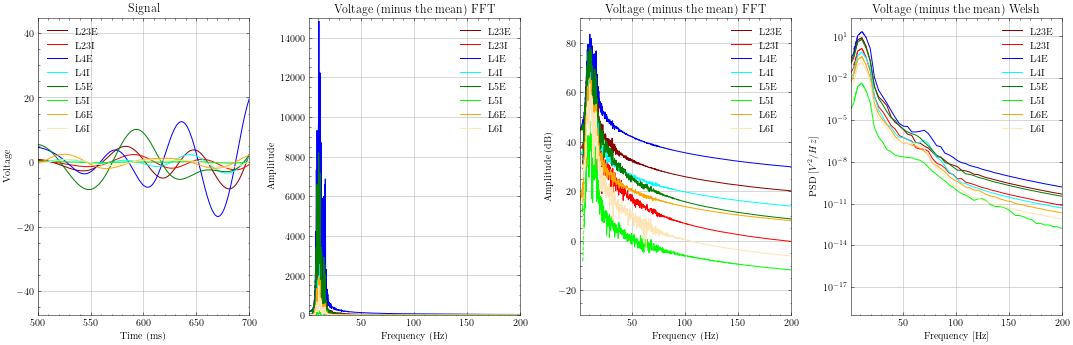 Signal
Voltage
40
20
0
−20
−40
500
550
600
650
700
Time (ms)
L23E
L23I
L4E
L4I
L5E
L5I
L6E
L6I
Voltage (minus the mean) FFT
Amplitude
14000
12000
10000
8000
6000
4000
2000
0
50
100
150
200
Frequency (Hz)
L23E
L23I
L4E
L4I
L5E
L5I
L6E
L6I
Voltage (minus the mean) FFT
Amplitude (dB)
80
60
40
20
0
−20
50
100
150
200
Frequency (Hz)
L23E
L23I
L4E
L4I
L5E
L5I
L6E
L6I
Voltage (minus the mean) Welsh
PSD [V²/Hz]
10¹
10⁻²
10⁻⁵
10⁻⁸
10⁻¹¹
10⁻¹⁴
10⁻¹⁷
50
100
150
200
Frequency [Hz]
L23E
L23I
L4E
L4I
L5E
L5I
L6E
L6I